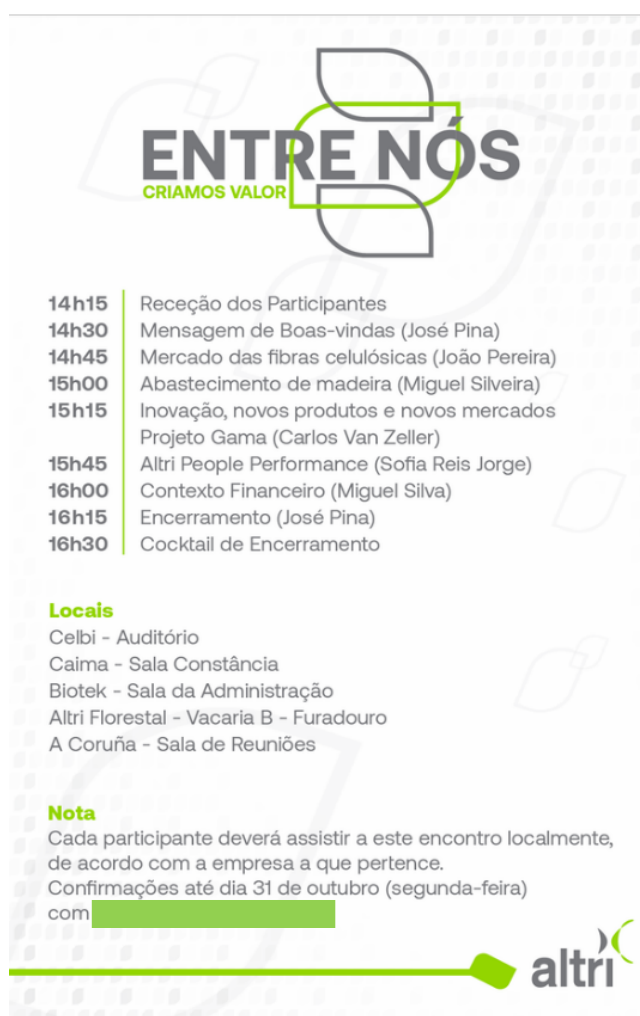 ENTRE NÓS
CRIAMOS VALOR
14h15 Receção dos Participantes
14h30 Mensagem de Boas-vindas (José Pina)
14h45 Mercado das fibras celulósicas (João Pereira)
15h00 Abastecimento de madeira (Miguel Silveira)
15h15 Inovação, novos produtos e novos mercados
Projeto Gama (Carlos Van Zeller)
15h45 Altri People Performance (Sofia Reis Jorge)
16h00 Contexto Financeiro (Miguel Silva)
16h15 Encerramento (José Pina)
16h30 Cocktail de Encerramento
Locais
Celbi - Auditório
Caima - Sala Constância
Biotek - Sala da Administração
Altri Florestal - Vacaria B - Furadouro
A Coruña - Sala de Reuniões
Nota
Cada participante deverá assistir a este encontro localmente,
de acordo com a empresa a que pertence.
Confirmações até dia 31 de outubro (segunda-feira)
com
altri